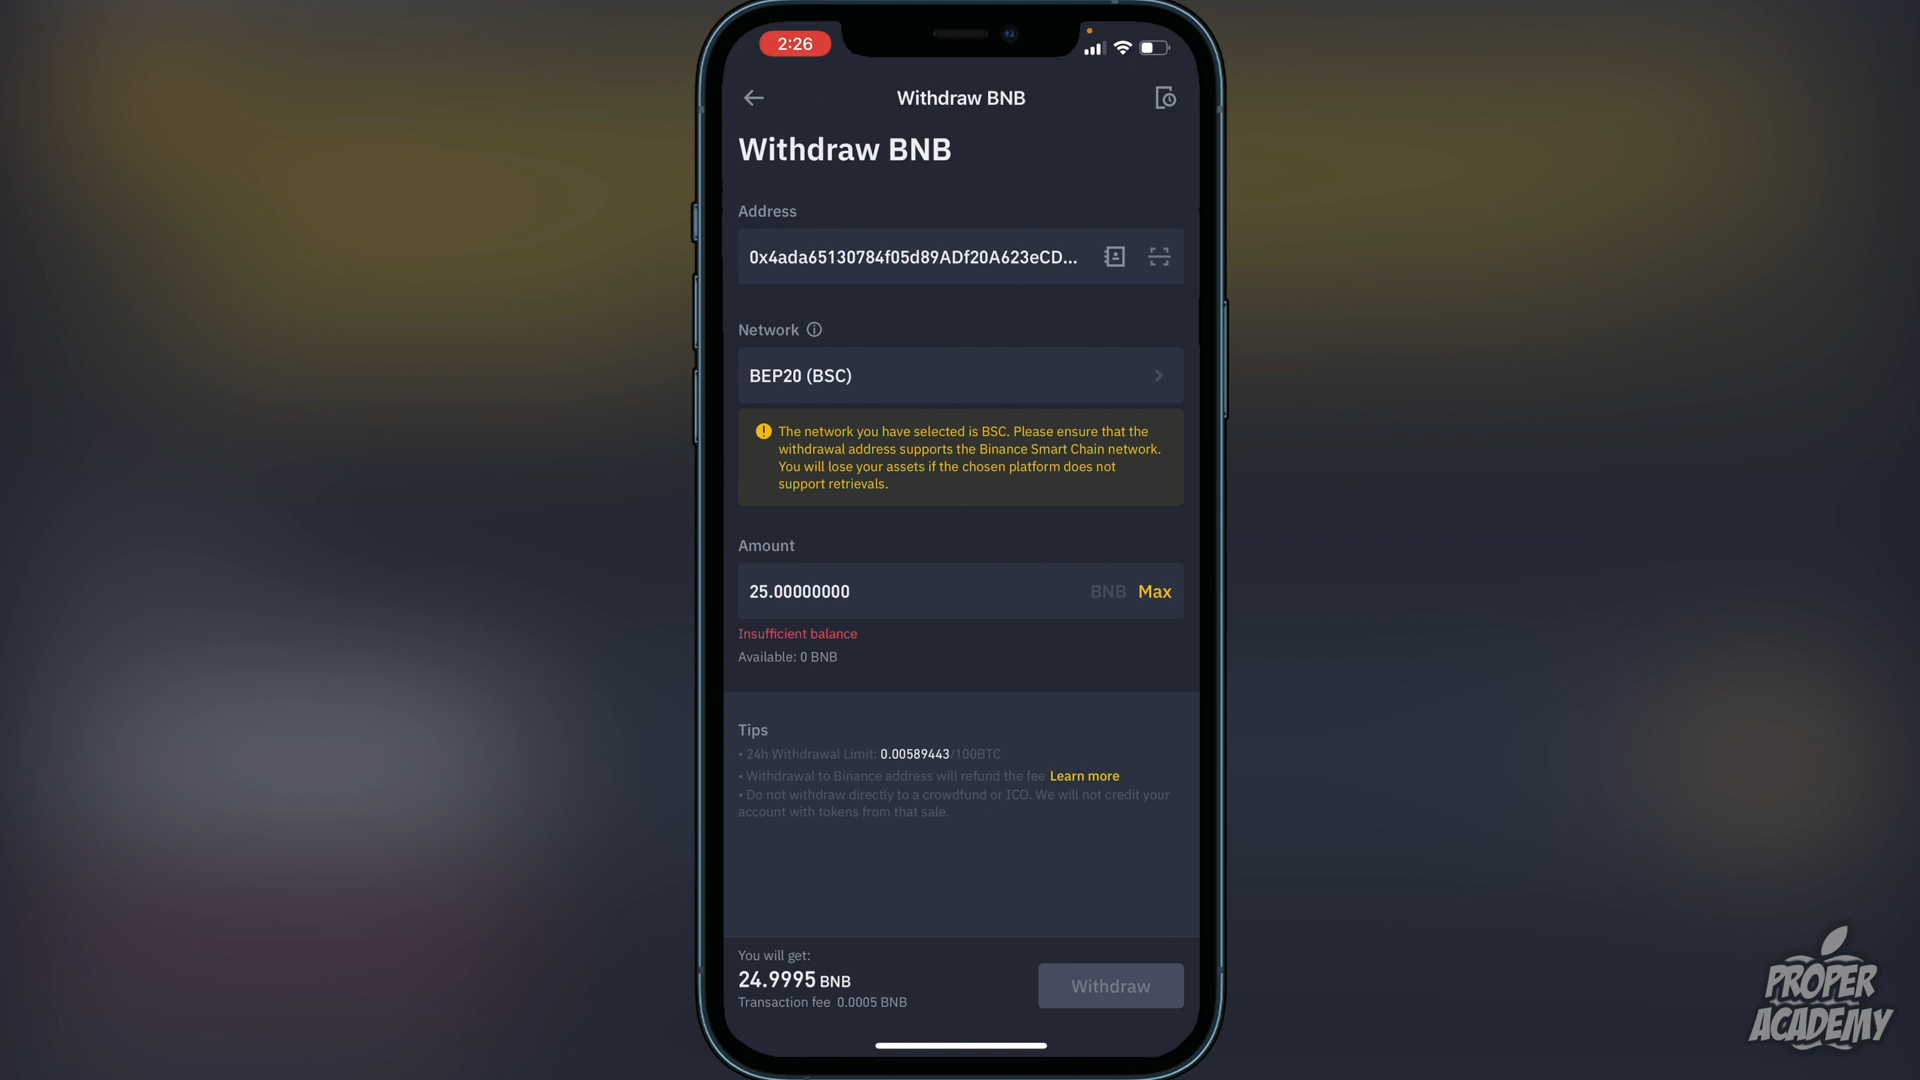 2:26
Withdraw BNB
Withdraw BNB
Address
0x4ada65130784f05d89ADf20A623eCD...
Network
BEP20 (BSC)
The network you have selected is BSC. Please ensure that the
withdrawal address supports the Binance Smart Chain network.
You will lose your assets if the chosen platform does not
support retrievals.
Amount
25.00000000 BNB Max
Insufficient balance
Available: 0 BNB
Tips
• 24h Withdrawal Limit: 0.00589443/100BTC
• Withdrawal to Binance address will refund the fee Learn more
• Do not withdraw directly to a crowdfund or ICO. We will not credit your
account with tokens from that sale.
You will get:
24.9995 BNB
Transaction fee 0.0005 BNB
Withdraw
PROPER
ACADEMY